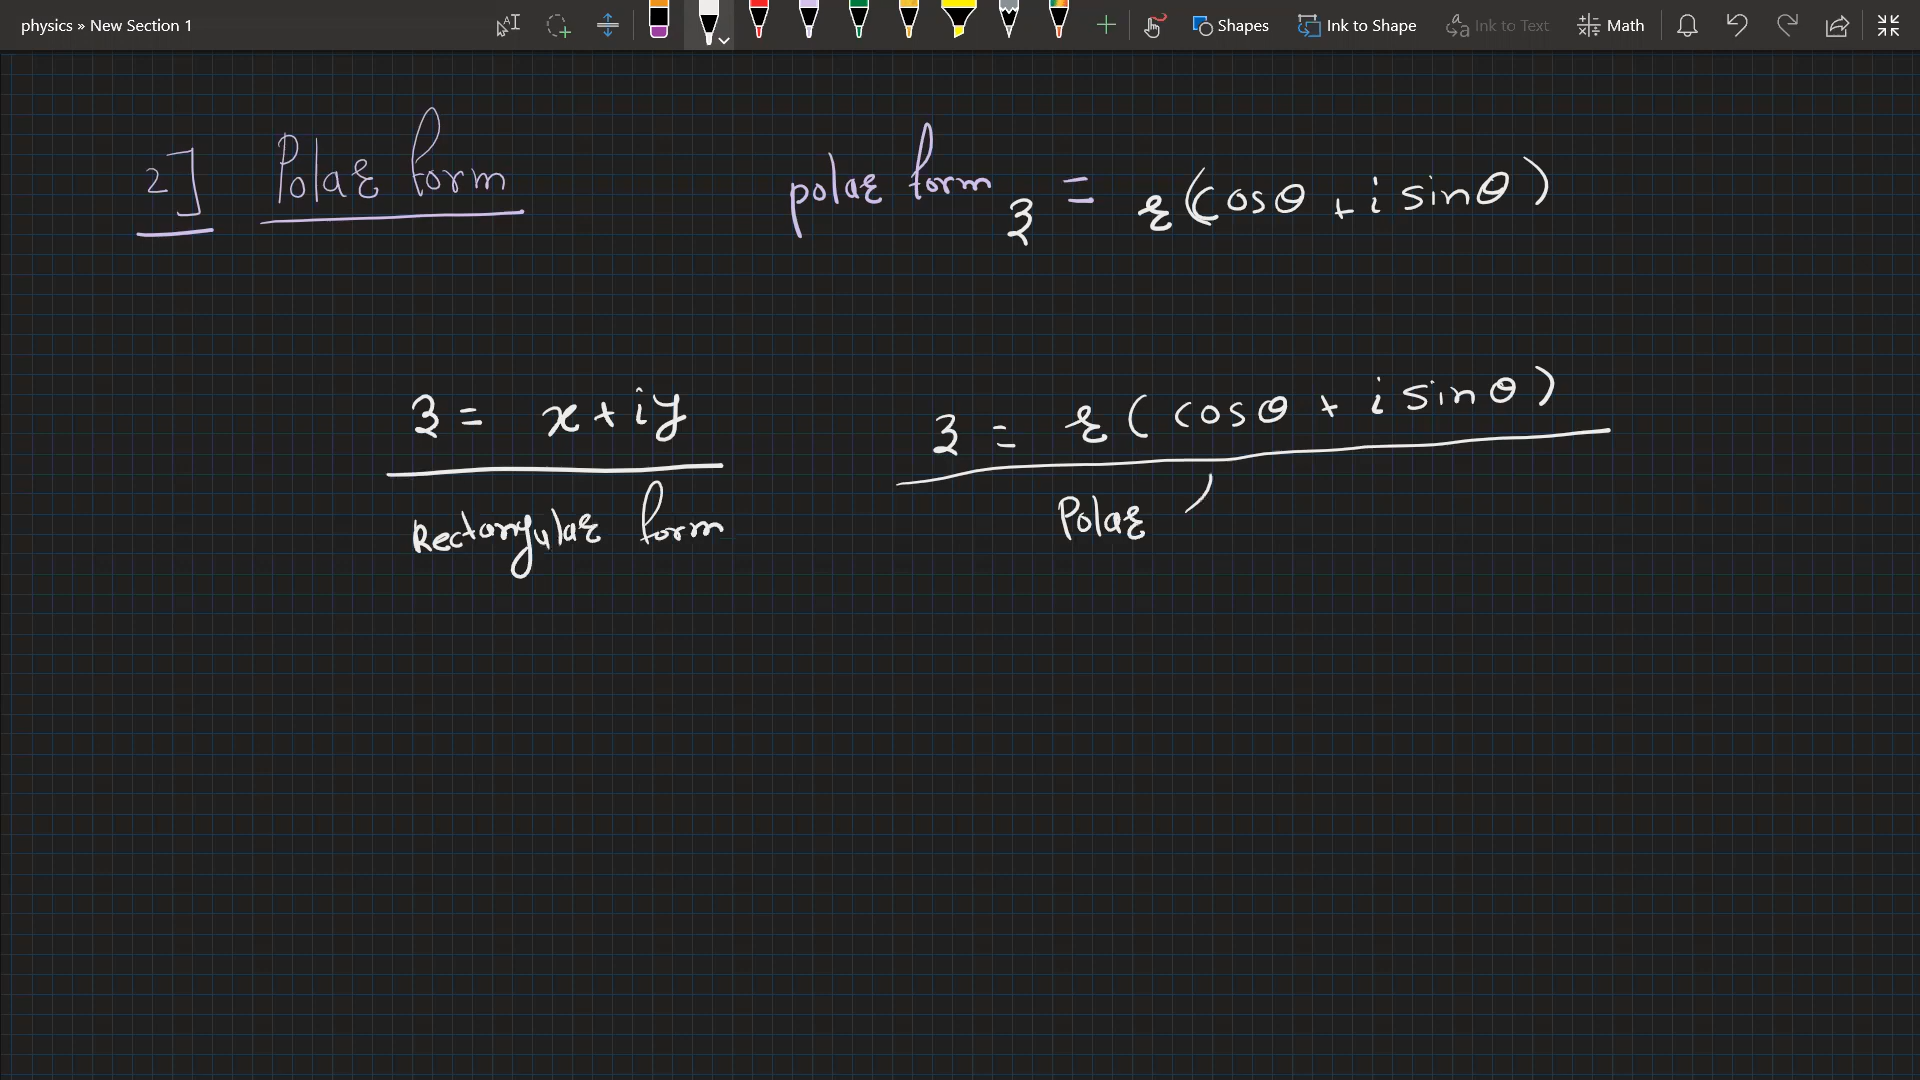 physics » New Section 1
Shapes Ink to Shape Ink to Text Math
2] Polar form
polar form z = r(cosθ + i sinθ)
z = x + iy
z = r(cosθ + i sinθ)
Rectangular form
Polar